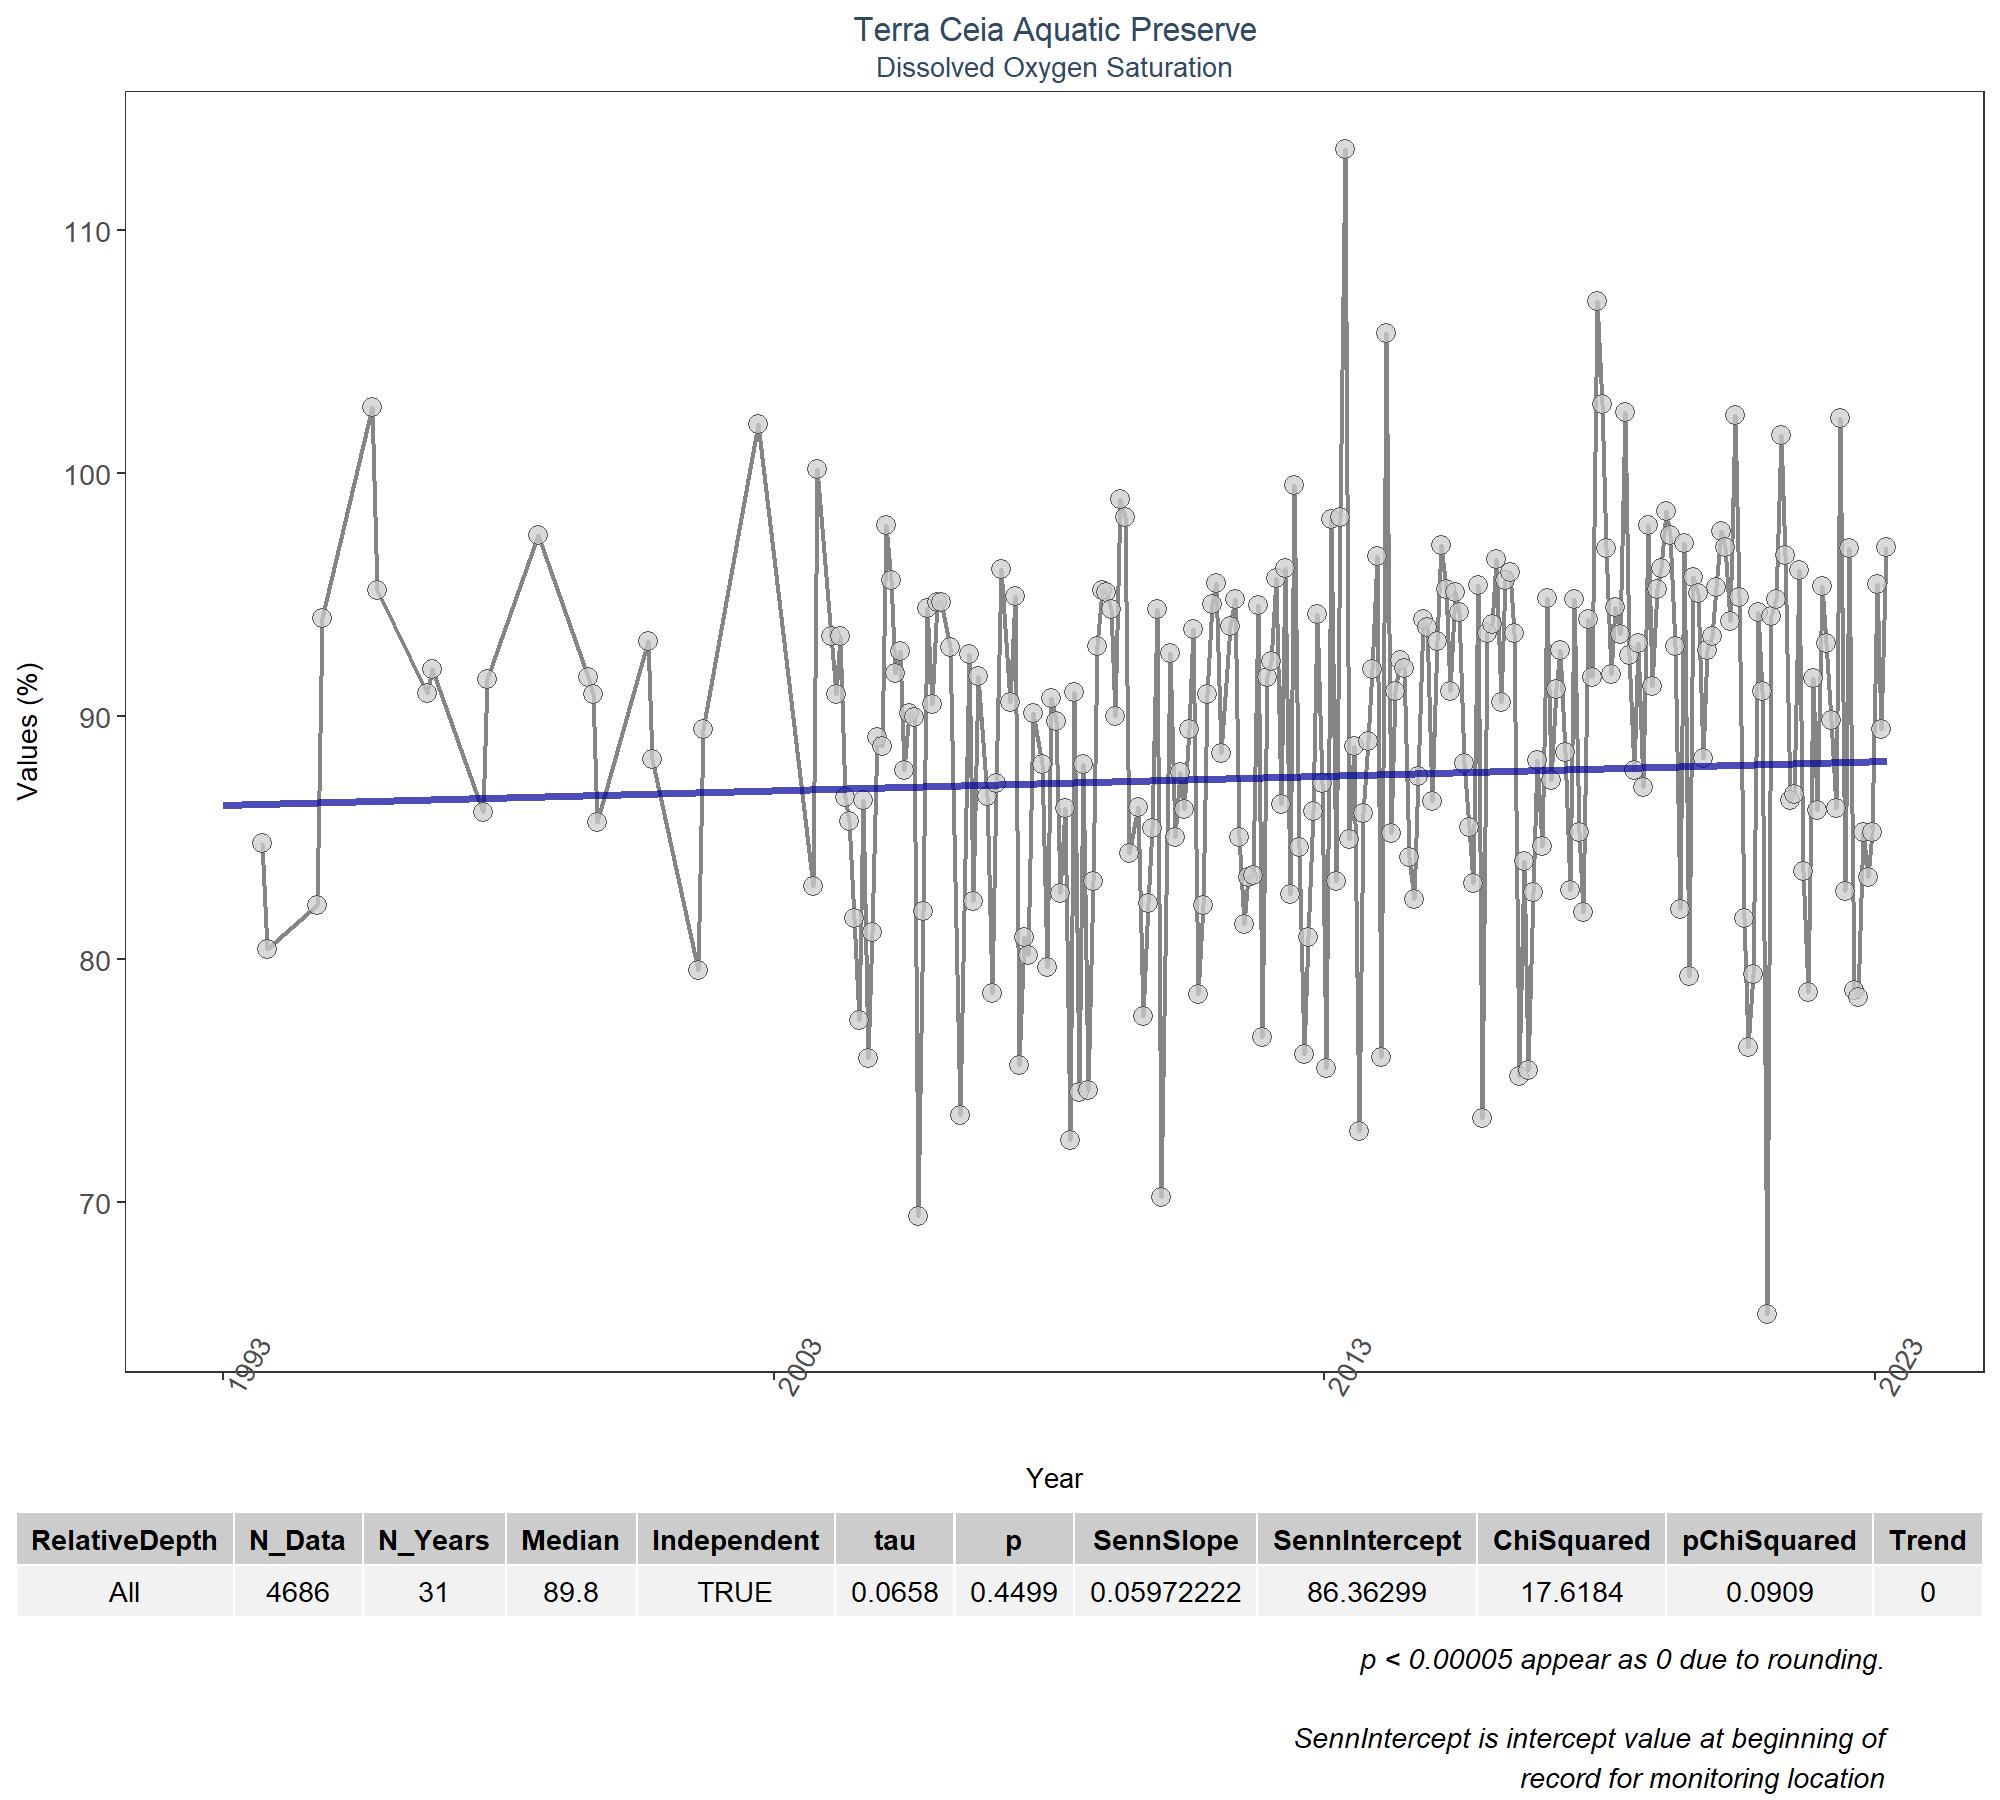 Terra Ceia Aquatic Preserve
Dissolved Oxygen Saturation
Values (%)
110
100
90
80
70
1993 2003 2013 2023
Year
RelativeDepth N_Data N_Years Median Independent tau p SennSlope SennIntercept ChiSquared pChiSquared Trend
All 4686 31 89.8 TRUE 0.0658 0.4499 0.05972222 86.36299 17.6184 0.0909 0
p < 0.00005 appear as 0 due to rounding.
SennIntercept is intercept value at beginning of
record for monitoring location